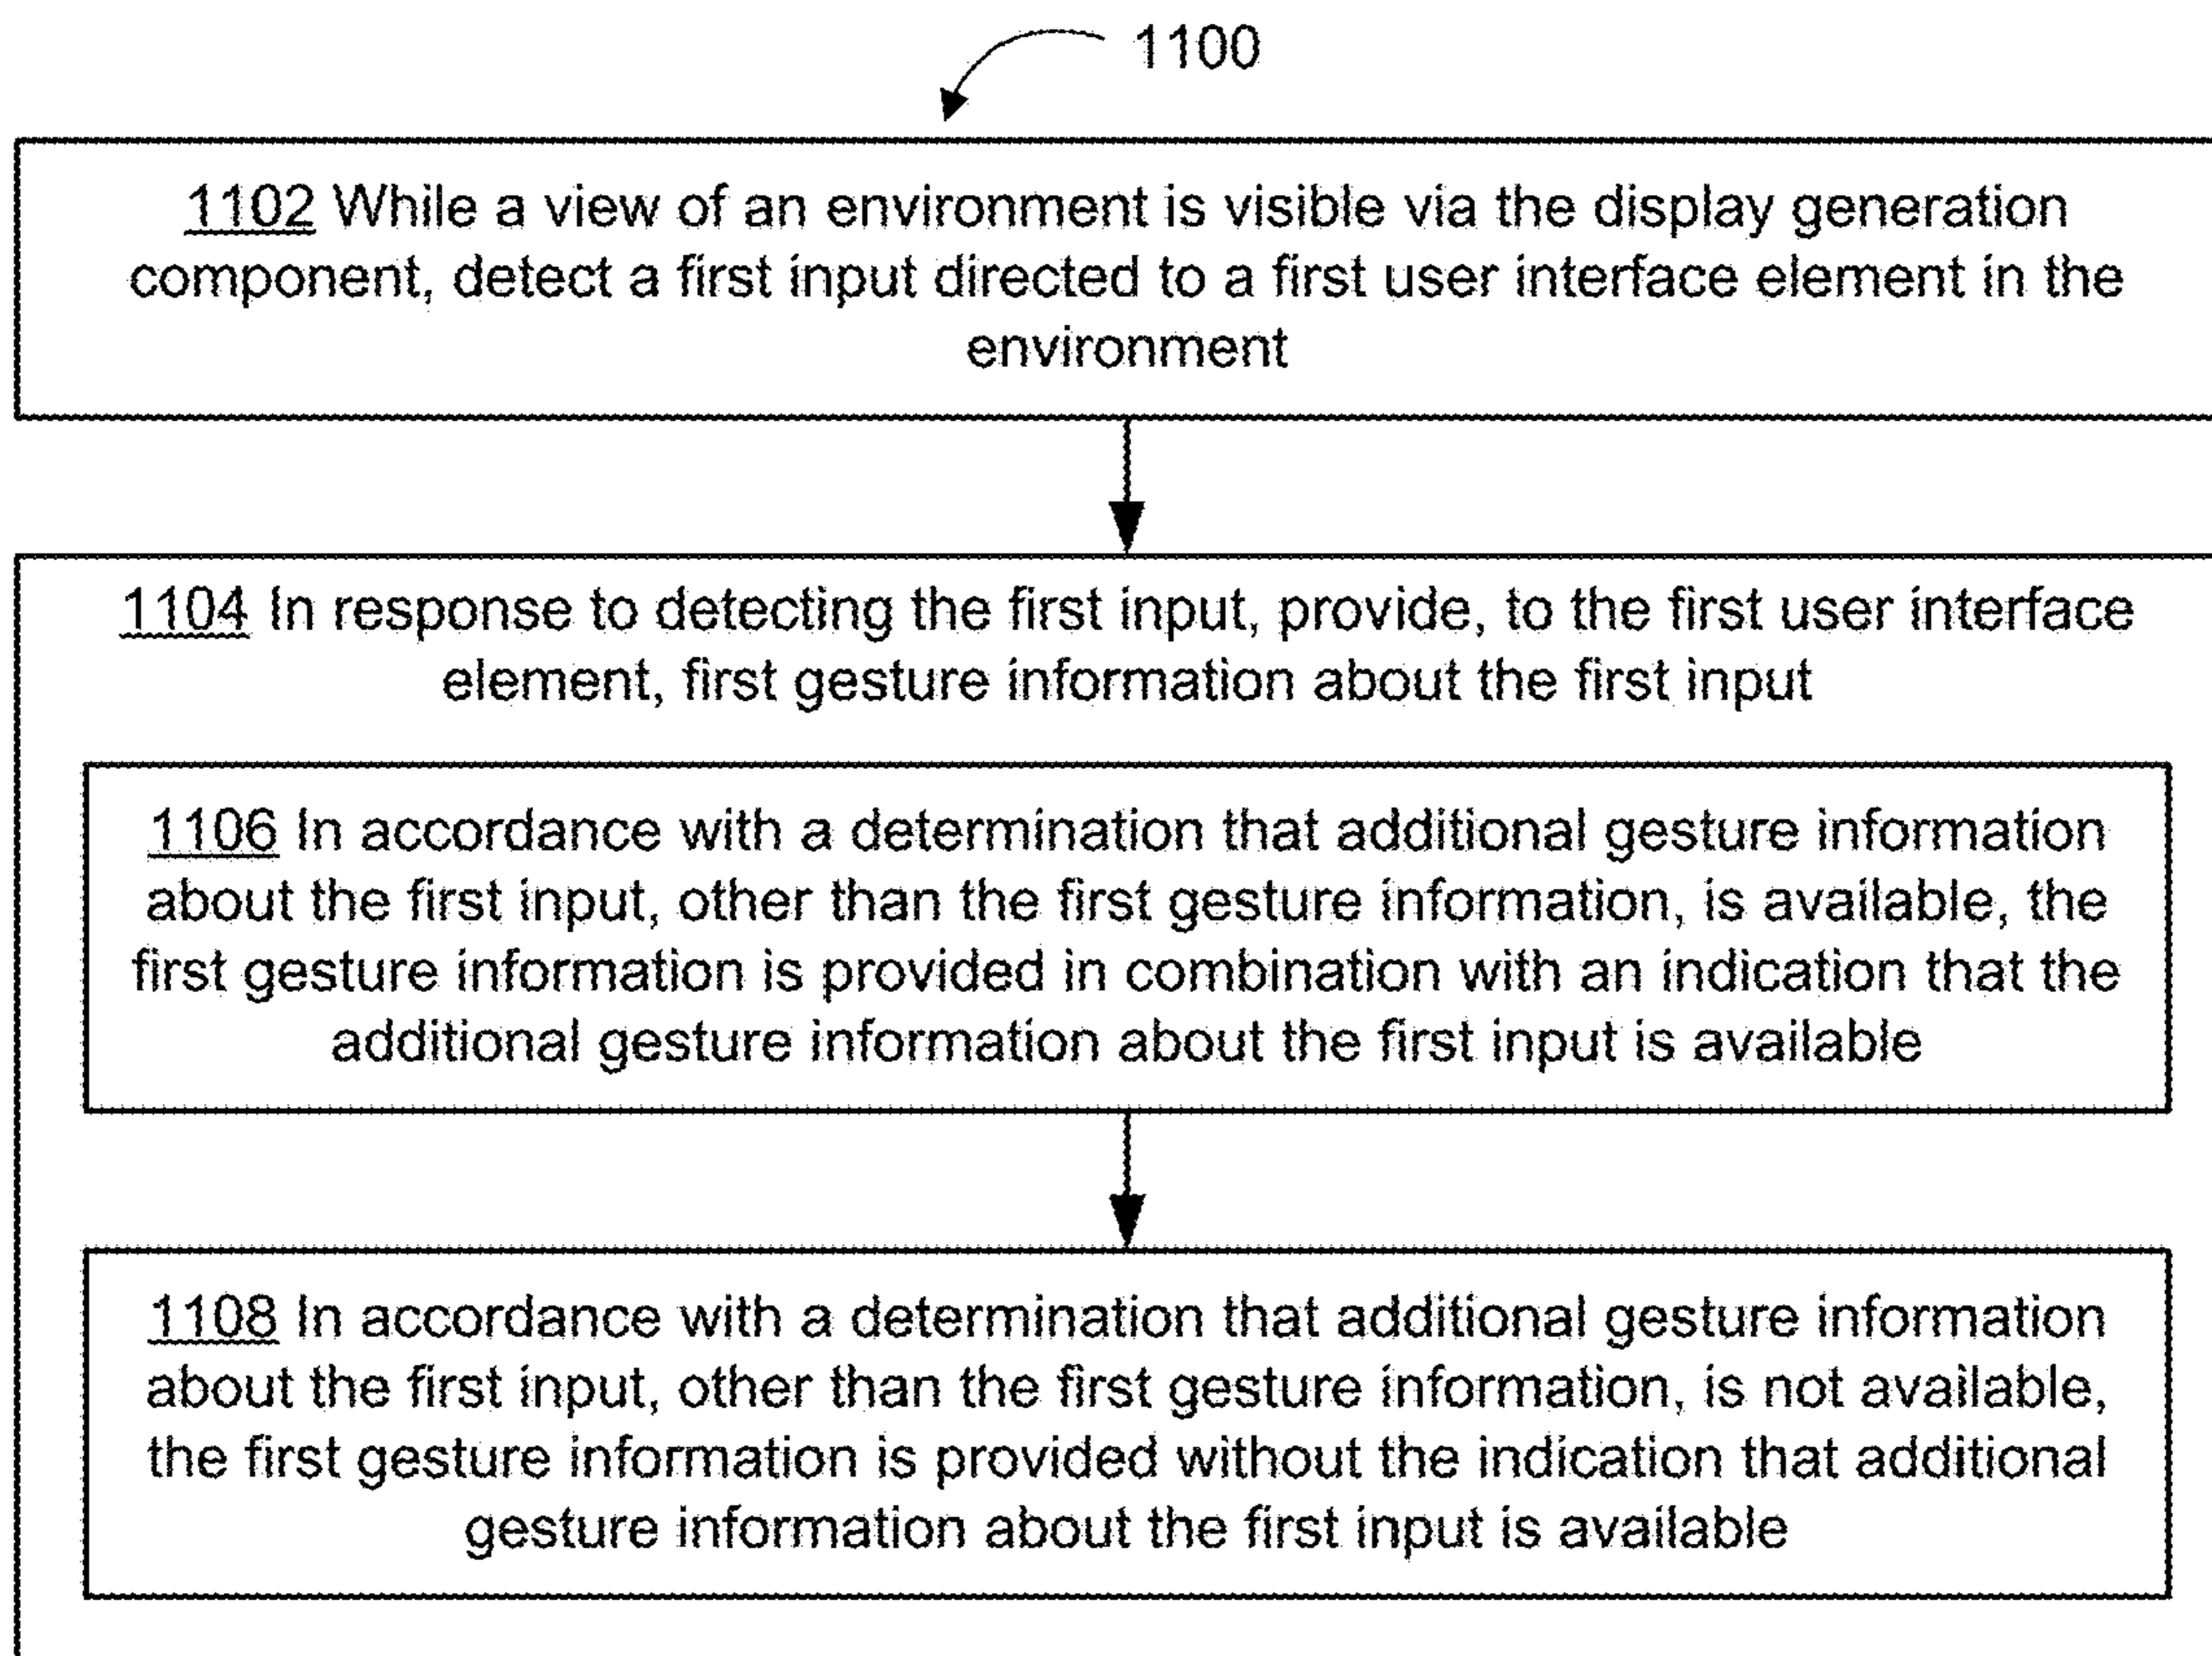 1100
1102 While a view of an environment is visible via the display generation
component, detect a first input directed to a first user interface element in the
environment
1104 In response to detecting the first input, provide, to the first user interface
element, first gesture information about the first input
1106 In accordance with a determination that additional gesture information
about the first input, other than the first gesture information, is available, the
first gesture information is provided in combination with an indication that the
additional gesture information about the first input is available
1108 In accordance with a determination that additional gesture information
about the first input, other than the first gesture information, is not available,
the first gesture information is provided without the indication that additional
gesture information about the first input is available